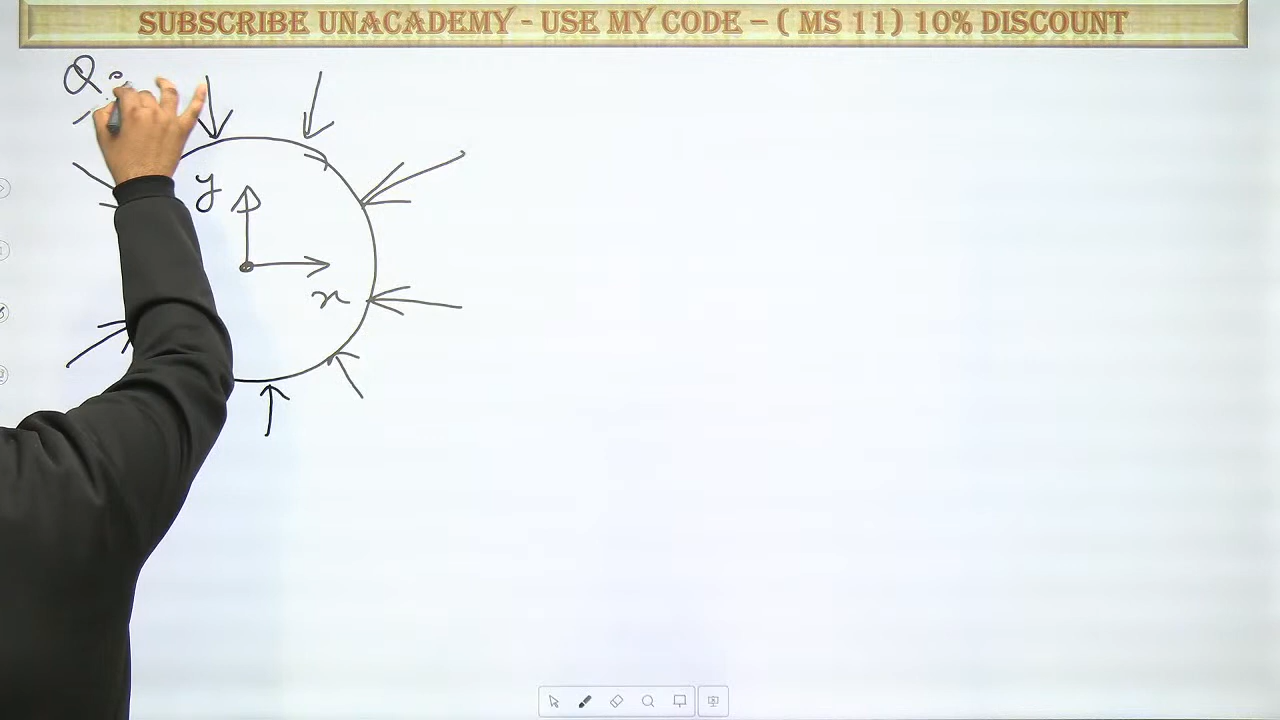 SUBSCRIBE UNACADEMY - USE MY CODE – ( MS 11) 10% DISCOUNT
Q
y
x